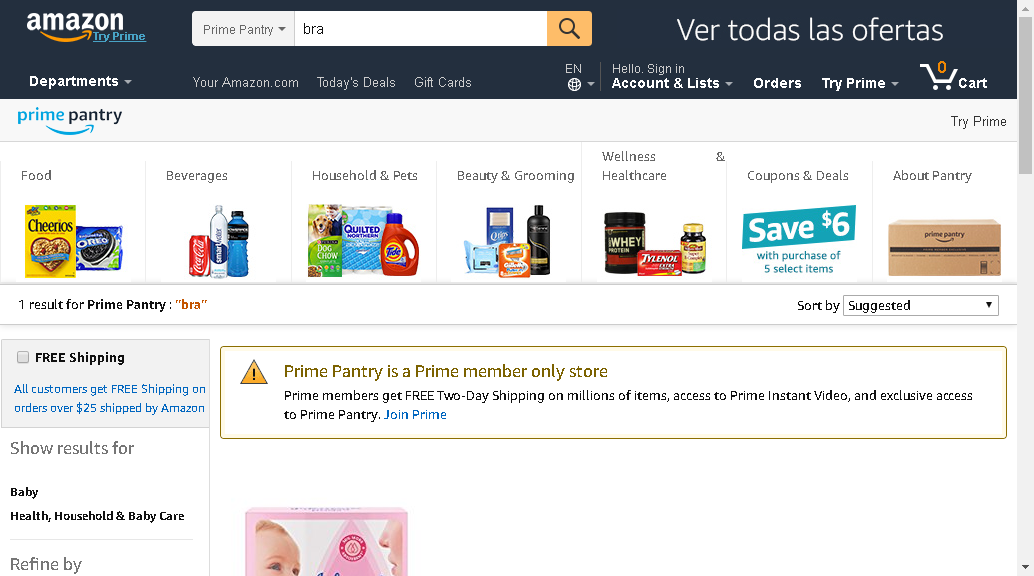 amazon
Try Prime
Prime Pantry
bra
Ver todas las ofertas
Departments
Your Amazon.com
Today's Deals
Gift Cards
EN
Hello. Sign in
Account & Lists
Orders
Try Prime
0
Cart
prime pantry
Try Prime
Food
Beverages
Household & Pets
Beauty & Grooming
Wellness &
Healthcare
Coupons & Deals
About Pantry
Cheerios
OREO
Coca-Cola
smartwater
POWERADE
PURINA
DOG
CHOW
QUILTED
NORTHERN
Tide
Q-tips
WHEY
PROTEIN
TYLENOL
Save $6
with purchase of
5 select items
prime pantry
1 result for Prime Pantry : "bra"
Sort by
Suggested
FREE Shipping
All customers get FREE Shipping on
orders over $25 shipped by Amazon
Show results for
Baby
Health, Household & Baby Care
Refine by
Prime Pantry is a Prime member only store
Prime members get FREE Two-Day Shipping on millions of items, access to Prime Instant Video, and exclusive access
to Prime Pantry. Join Prime